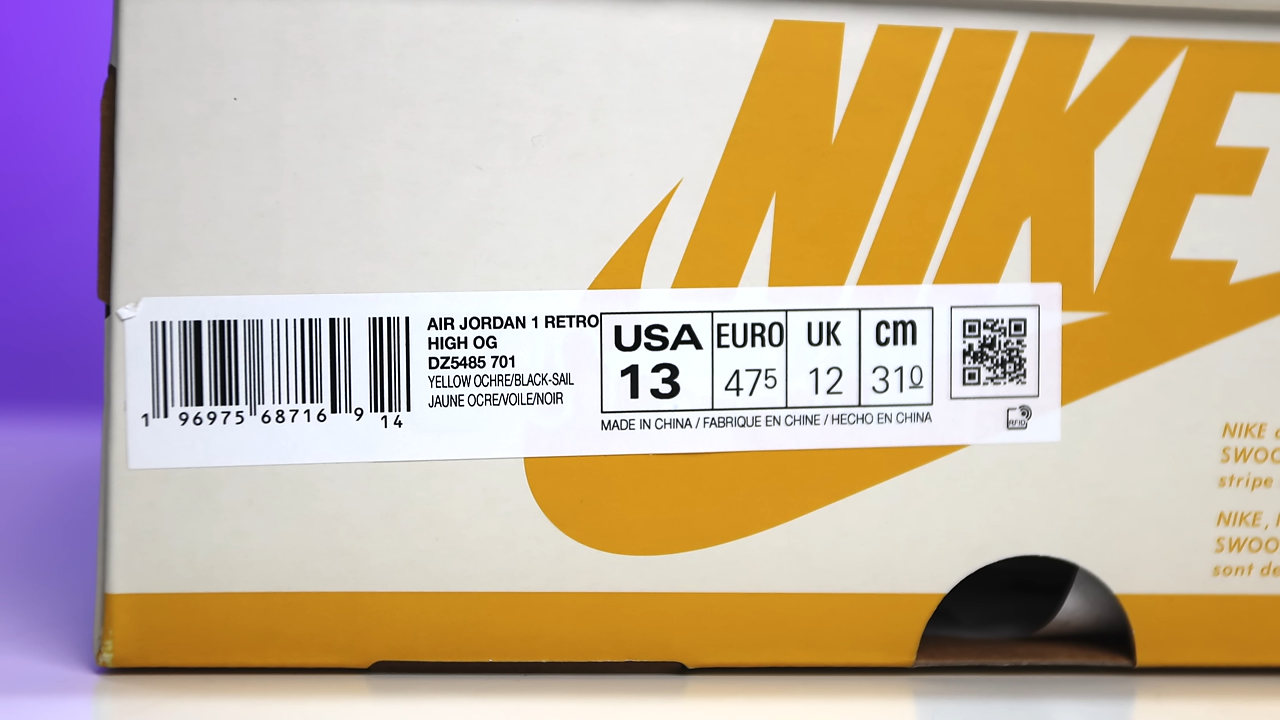 NIKE
AIR JORDAN 1 RETRO
HIGH OG
DZ5485 701
YELLOW OCHRE/BLACK-SAIL
JAUNE OCRE/VOILE/NOIR
1 96975 68716 9 14
USA EURO UK cm
13 475 12 310
MADE IN CHINA / FABRIQUE EN CHINE / HECHO EN CHINA
RFID
NIKE
SWOO
stripe
NIKE,
SWOO
sont de